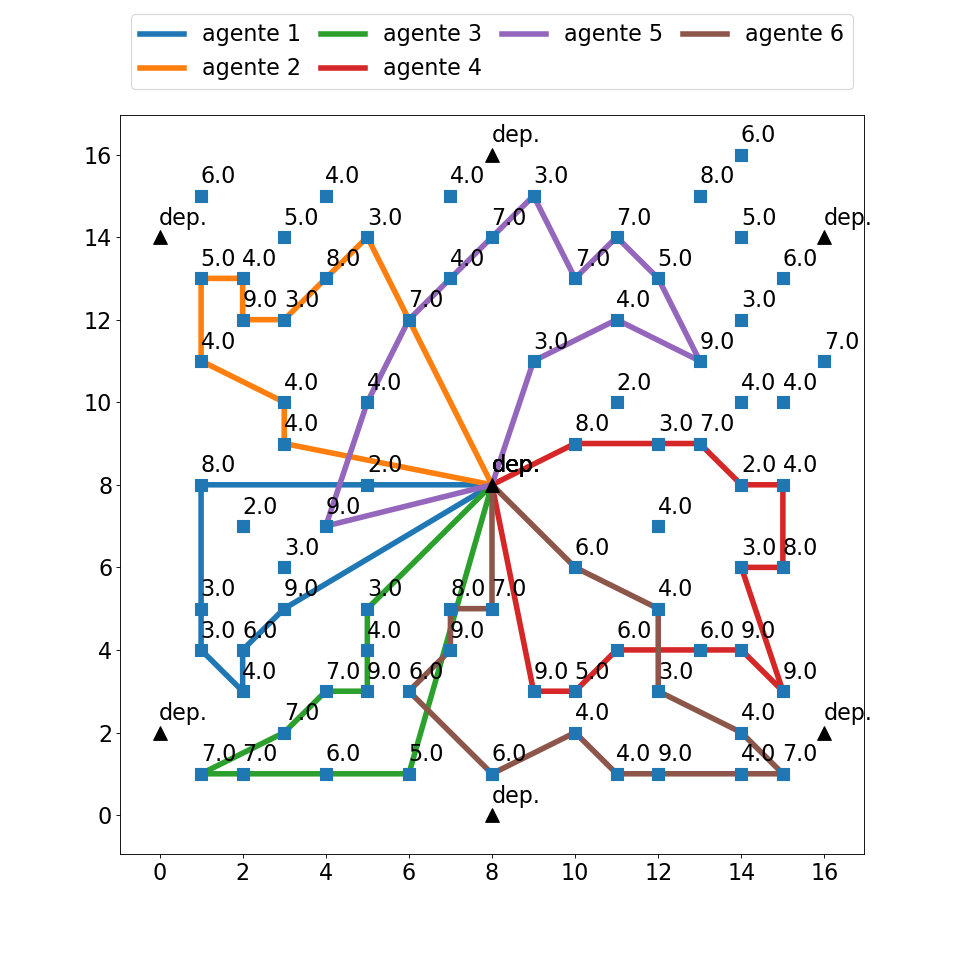 agente 1 agente 3 agente 5 agente 6
agente 2 agente 4
6.0
dep.
16
6.0 4.0 4.0 3.0 8.0
dep. 5.0 3.0 7.0 7.0 5.0 dep.
14
5.0 4.0 8.0 4.0 7.0 5.0 6.0
9.0 3.0 7.0 4.0 3.0
12
4.0 3.0 9.0 7.0
4.0 4.0 2.0 4.0 4.0
10
4.0 8.0 3.0 7.0
8.0 2.0 dep. 2.0 4.0
8
2.0 9.0 4.0
3.0 6.0 3.0 8.0
6
3.0 9.0 3.0 8.0 7.0 4.0
3.0 6.0 4.0 9.0 6.0 6.0 9.0
4
4.0 7.0 9.0 6.0 9.0 5.0 3.0 9.0
dep. 7.0 4.0 4.0 dep.
2
7.0 7.0 6.0 5.0 6.0 4.0 9.0 4.0 7.0
dep.
0
0 2 4 6 8 10 12 14 16